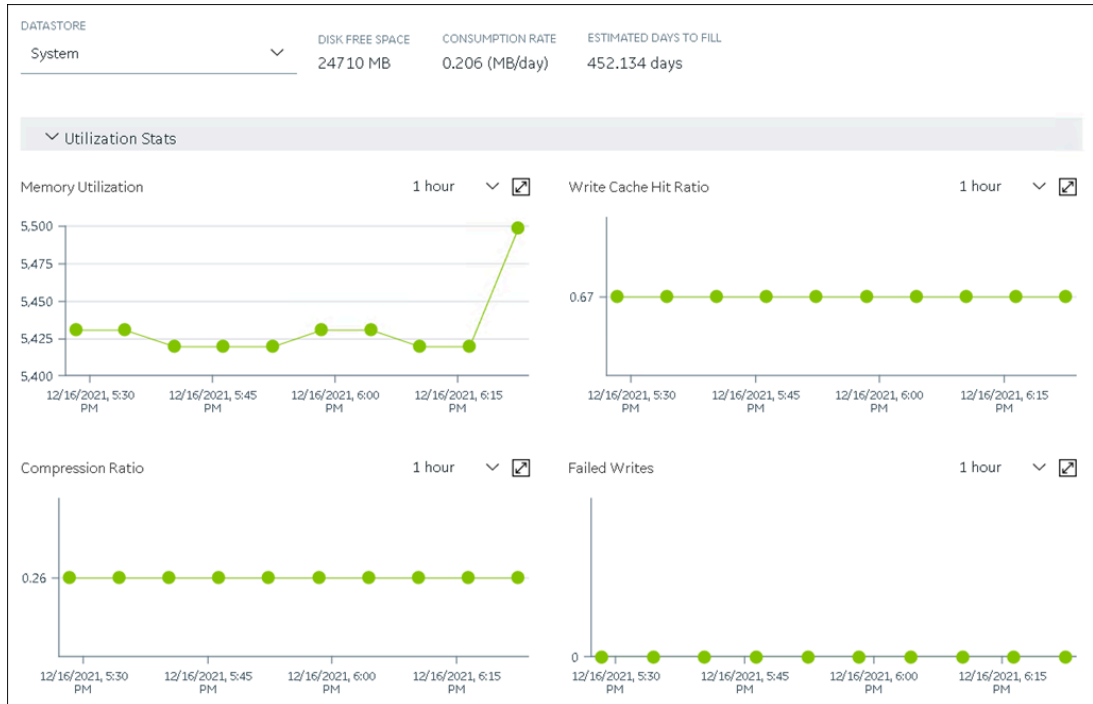 DATASTORE
System
DISK FREE SPACE
24710 MB
CONSUMPTION RATE
0.206 (MB/day)
ESTIMATED DAYS TO FILL
452.134 days
Utilization Stats
Memory Utilization
1 hour
5,500
5,475
5,450
5,425
5,400
12/16/2021, 5:30
PM
12/16/2021, 5:45
PM
12/16/2021, 6:00
PM
12/16/2021, 6:15
PM
Write Cache Hit Ratio
1 hour
0.67
12/16/2021, 5:30
PM
12/16/2021, 5:45
PM
12/16/2021, 6:00
PM
12/16/2021, 6:15
PM
Compression Ratio
1 hour
0.26
12/16/2021, 5:30
PM
12/16/2021, 5:45
PM
12/16/2021, 6:00
PM
12/16/2021, 6:15
PM
Failed Writes
1 hour
0
12/16/2021, 5:30
PM
12/16/2021, 5:45
PM
12/16/2021, 6:00
PM
12/16/2021, 6:15
PM